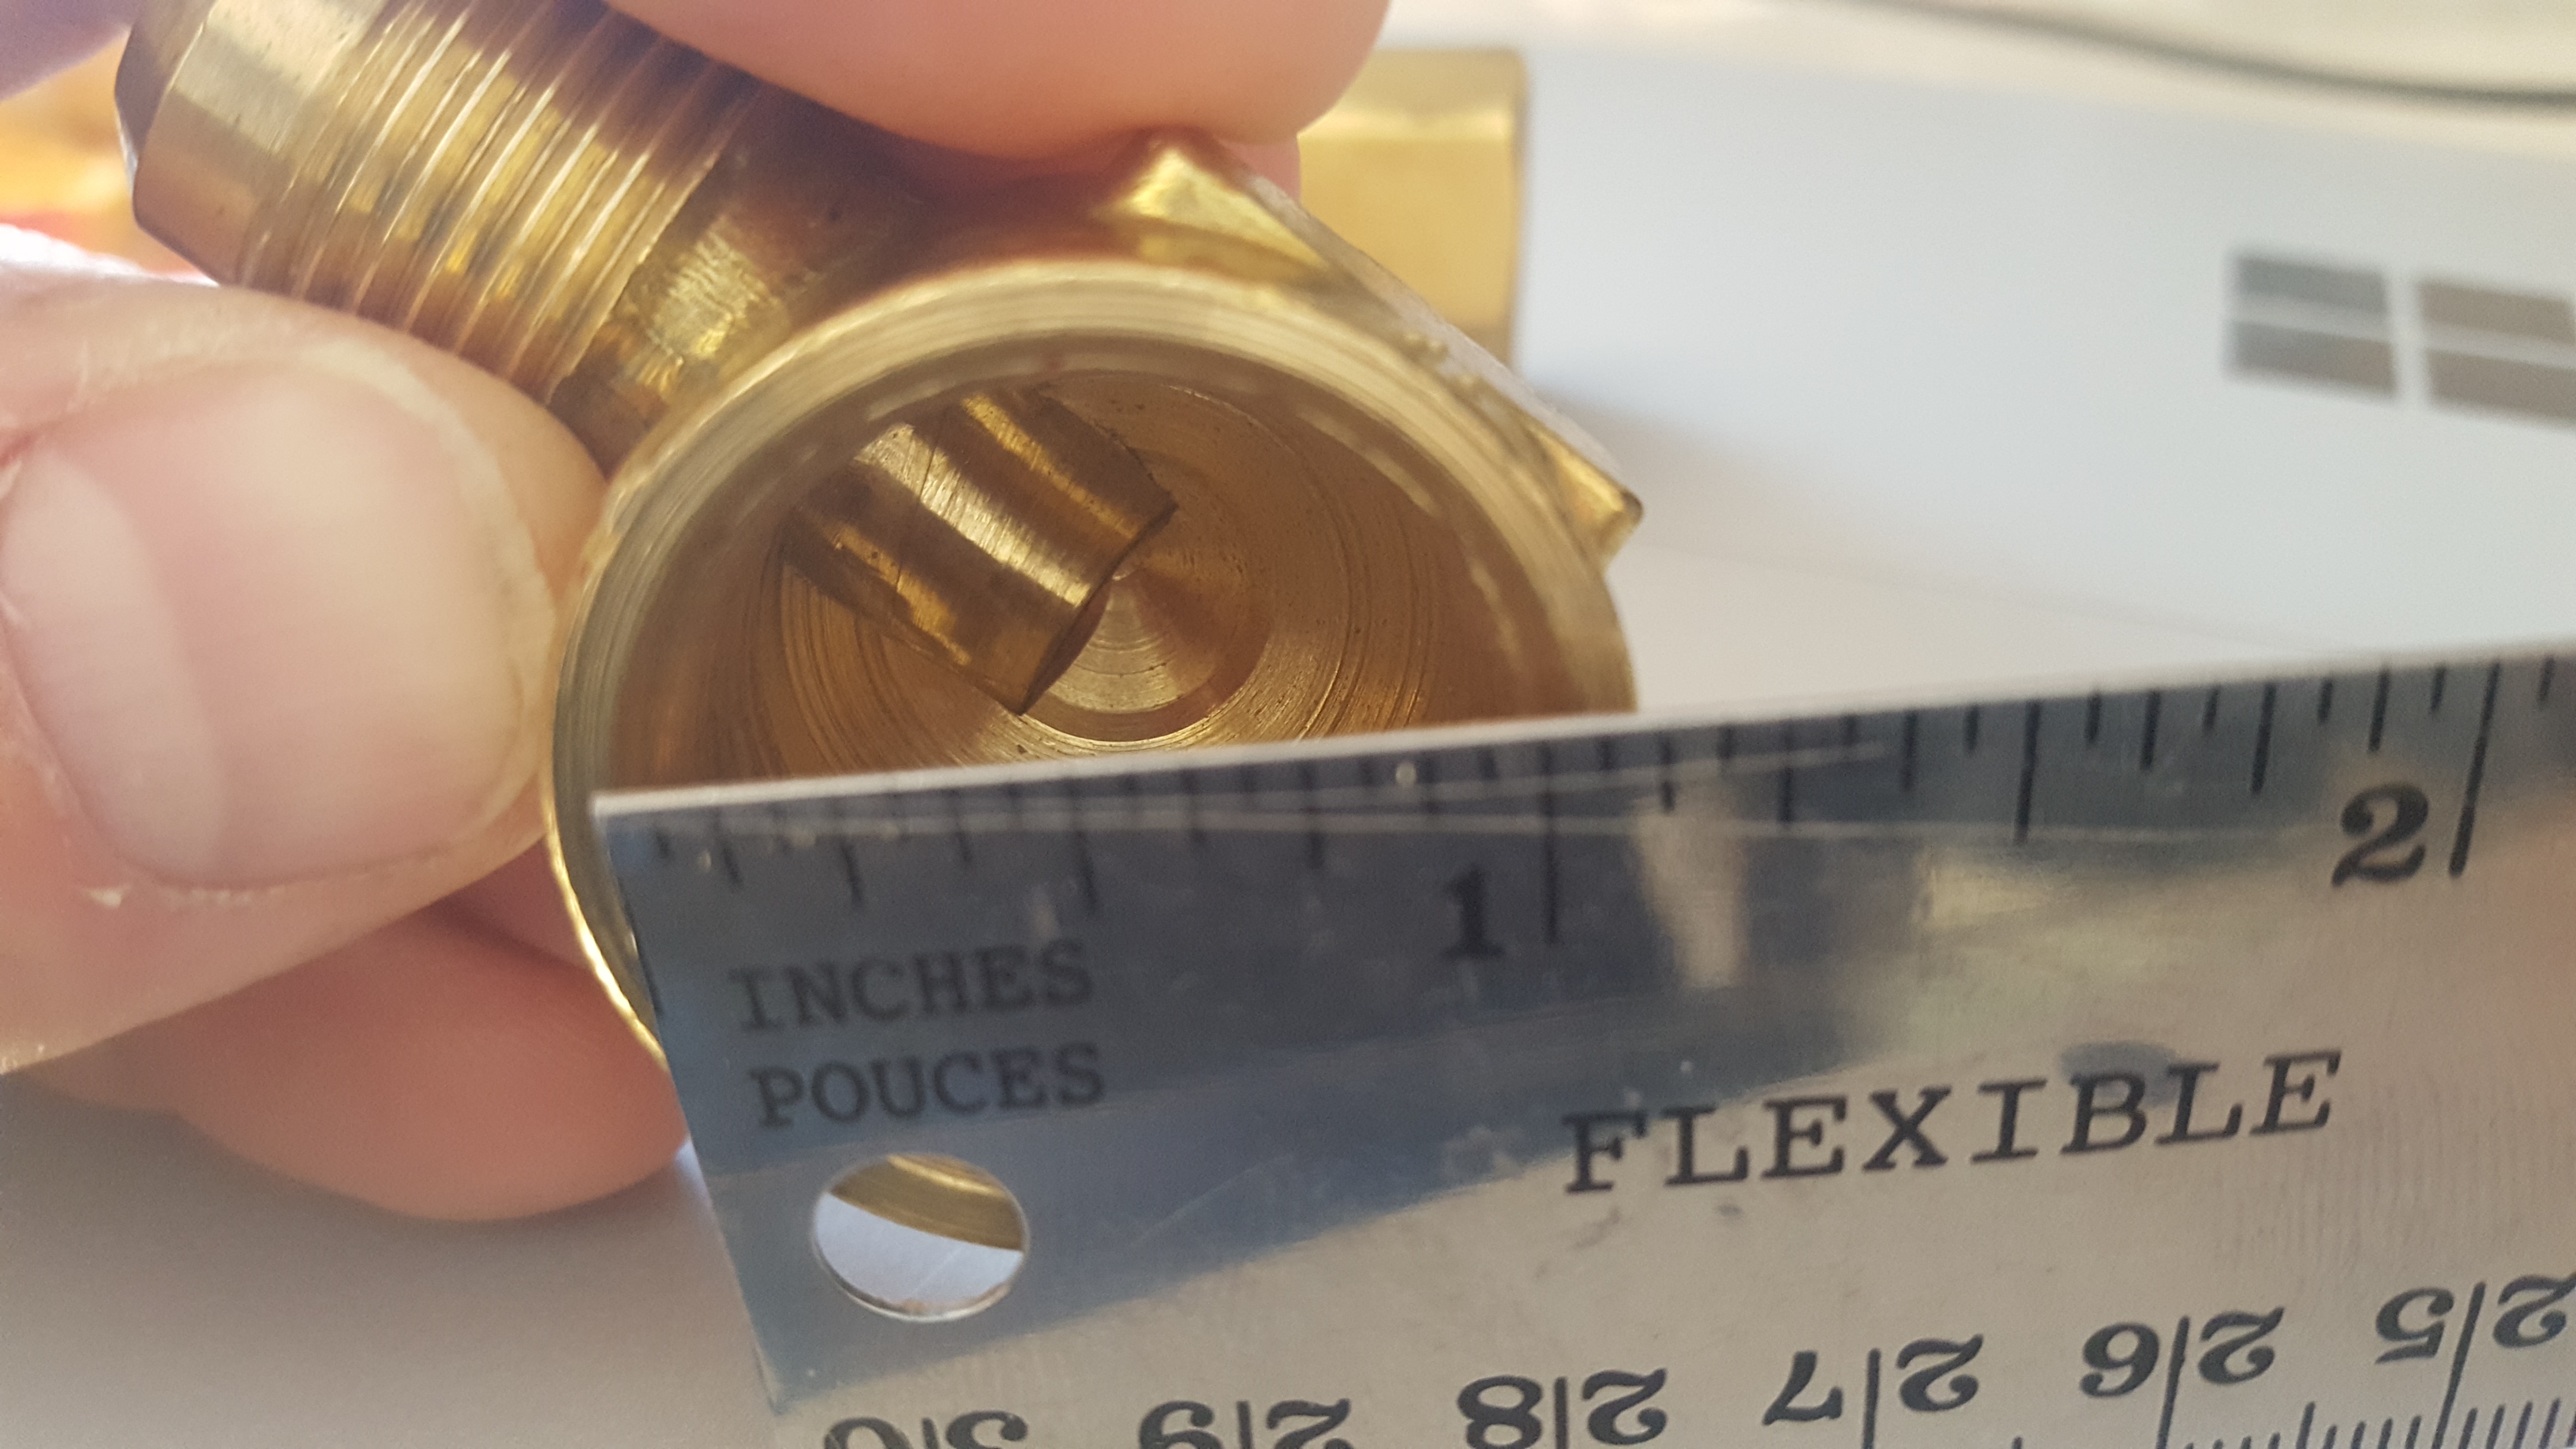 1 2
INCHES
POUCES
FLEXIBLE
30 29 28 27 26 25